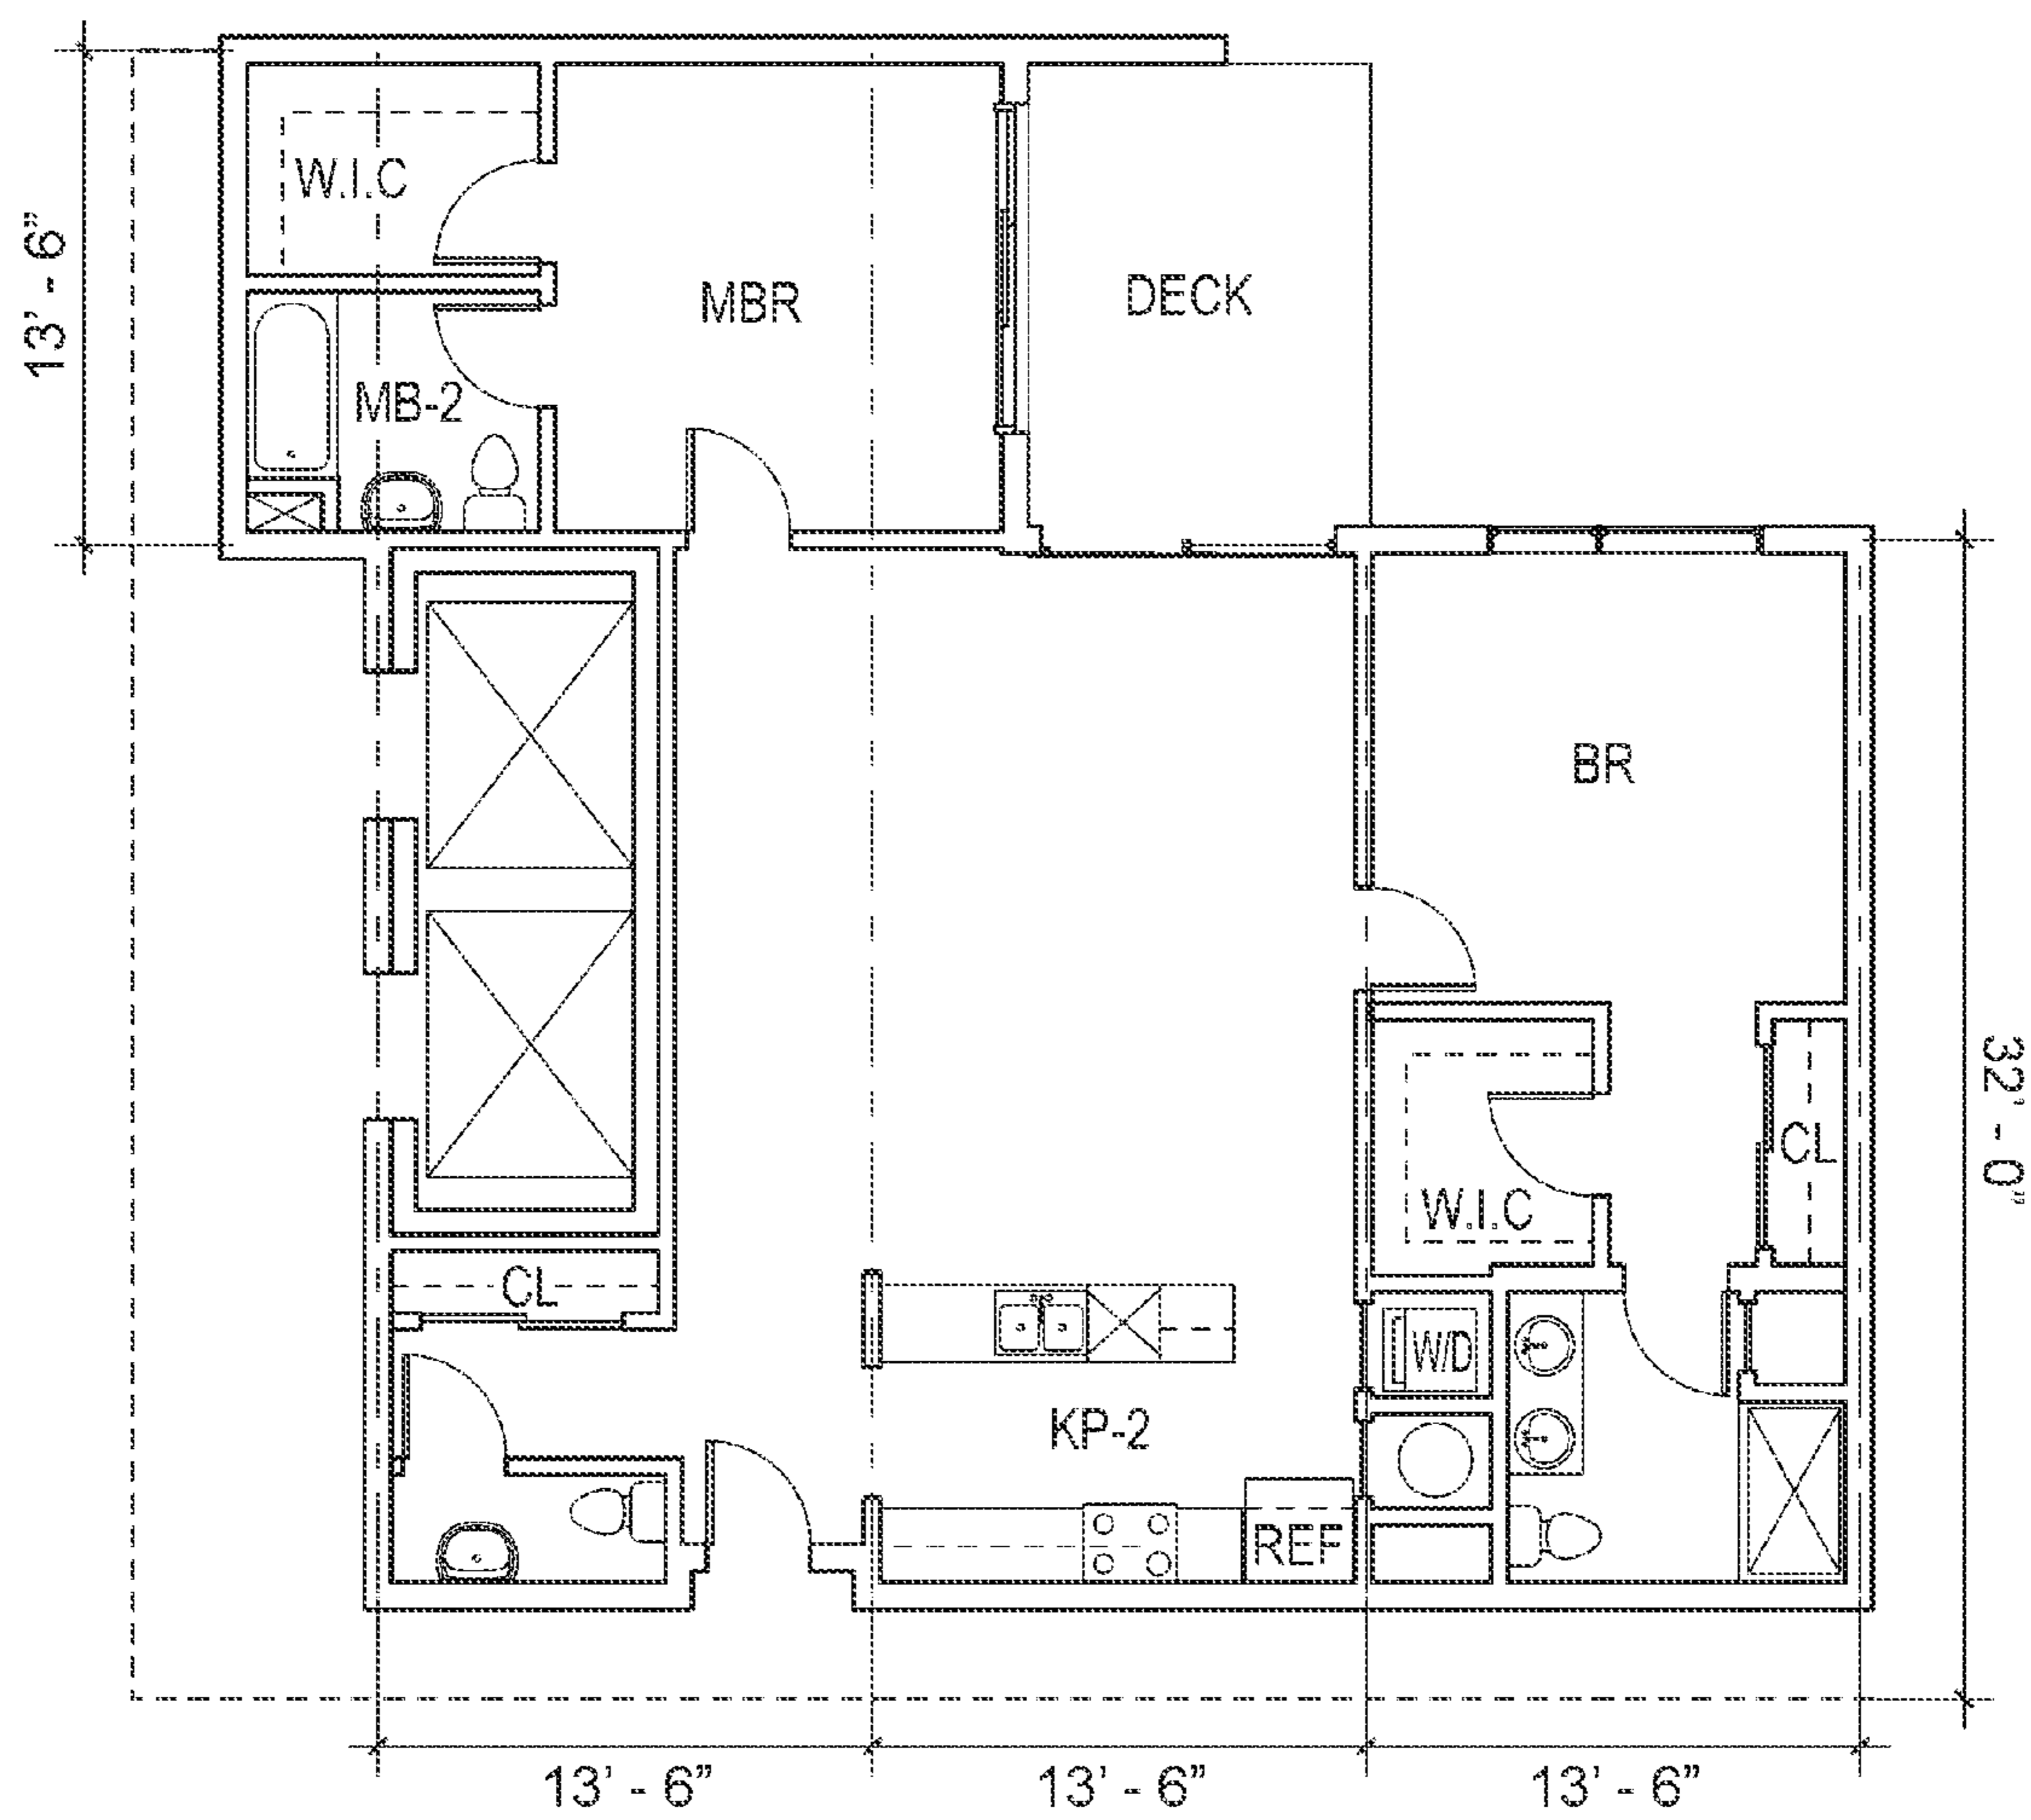 W.I.C
13' - 6"
MBR
DECK
MB-2
BR
CL
W.I.C
32' - 0"
CL
W/D
KP-2
REF
13' - 6"
13' - 6"
13' - 6"